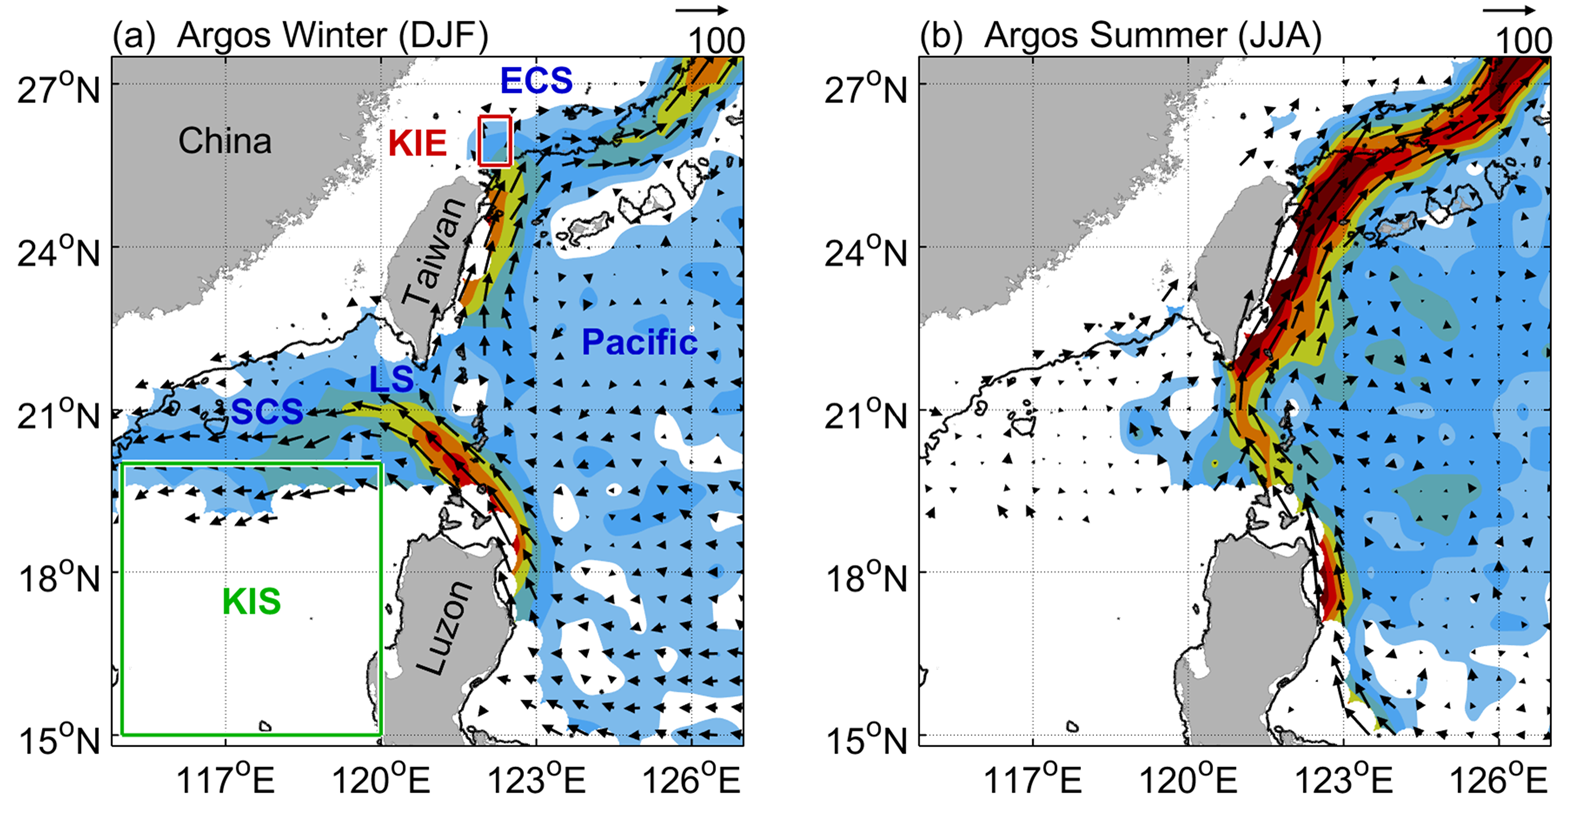 (a) Argos Winter (DJF)
100
27°N
24°N
21°N
18°N
15°N
117°E
120°E
123°E
126°E
China
ECS
KIE
Taiwan
Pacific
LS
SCS
KIS
Luzon
(b) Argos Summer (JJA)
100
27°N
24°N
21°N
18°N
15°N
117°E
120°E
123°E
126°E